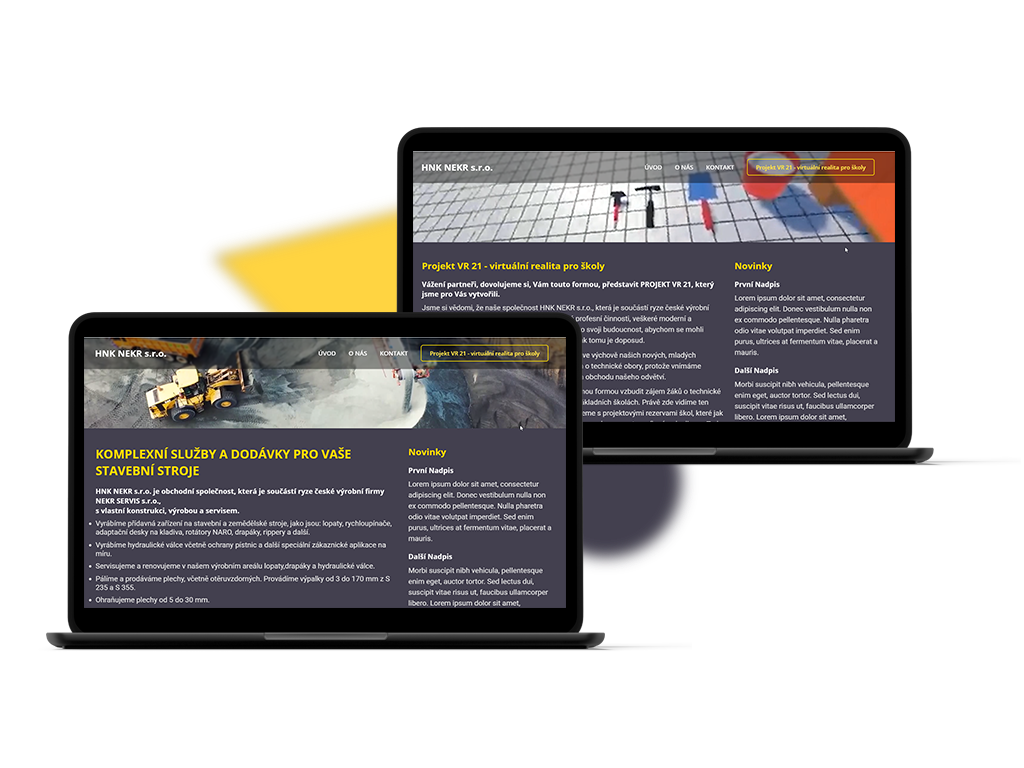 HNK NEKR s.r.o.
ÚVOD O NÁS KONTAKT Projekt VR 21 - virtuální realita pro školy
Projekt VR 21 - virtuální realita pro školy
Vážení partneři, dovolujeme si, Vám touto formou, představit PROJEKT VR 21, který
jsme pro Vás vytvořili.
Jsme si vědomi, že naše společnost HNK NEKR s.r.o., která je součástí ryze české výrobní
profesní činnosti, veškeré moderní a
svoji budoucnost, abychom se mohli
k tomu je doposud.
ve výchově našich nových, mladých
o technické obory, protože vnímáme
obchodu našeho odvětví.
formou vzbudit zájem žáků o technické
základních školách. Právě zde vidíme ten
s projektovými rezervami škol, které jak
Novinky
První Nadpis
Lorem ipsum dolor sit amet, consectetur
adipiscing elit. Donec vestibulum nulla non
ex commodo pellentesque. Nulla pharetra
odio vitae volutpat imperdiet. Sed enim
purus, ultrices at fermentum vitae, placerat a
mauris.
Další Nadpis
Morbi suscipit nibh vehicula, pellentesque
enim eget, auctor tortor. Sed lectus dui,
suscipit vitae risus ut, faucibus ullamcorper
libero. Lorem ipsum dolor sit amet,
HNK NEKR s.r.o.
ÚVOD O NÁS KONTAKT Projekt VR 21 - virtuální realita pro školy
KOMPLEXNÍ SLUŽBY A DODÁVKY PRO VAŠE
STAVEBNÍ STROJE
HNK NEKR s.r.o. je obchodní společnost, která je součástí ryze české výrobní firmy
NEKR SERVIS s.r.o.,
s vlastní konstrukci, výrobou a servisem.
• Vyrábíme přídavná zařízení na stavební a zemědělské stroje, jako jsou: lopaty, rychloupínače,
adaptační desky na kladiva, rotátory NARO, drapáky, rippery a další.
• Vyrábíme hydraulické válce včetně ochrany pístnic a další speciální zákaznické aplikace na
míru.
• Servisujeme a renovujeme v našem výrobním areálu lopaty,drapáky a hydraulické válce.
• Pálíme a prodáváme plechy, včetně otěruvzdorných. Provádíme výpalky od 3 do 170 mm z S
235 a S 355.
• Ohraňujeme plechy od 5 do 30 mm.
Novinky
První Nadpis
Lorem ipsum dolor sit amet, consectetur
adipiscing elit. Donec vestibulum nulla non
ex commodo pellentesque. Nulla pharetra
odio vitae volutpat imperdiet. Sed enim
purus, ultrices at fermentum vitae, placerat a
mauris.
Další Nadpis
Morbi suscipit nibh vehicula, pellentesque
enim eget, auctor tortor. Sed lectus dui,
suscipit vitae risus ut, faucibus ullamcorper
libero. Lorem ipsum dolor sit amet,